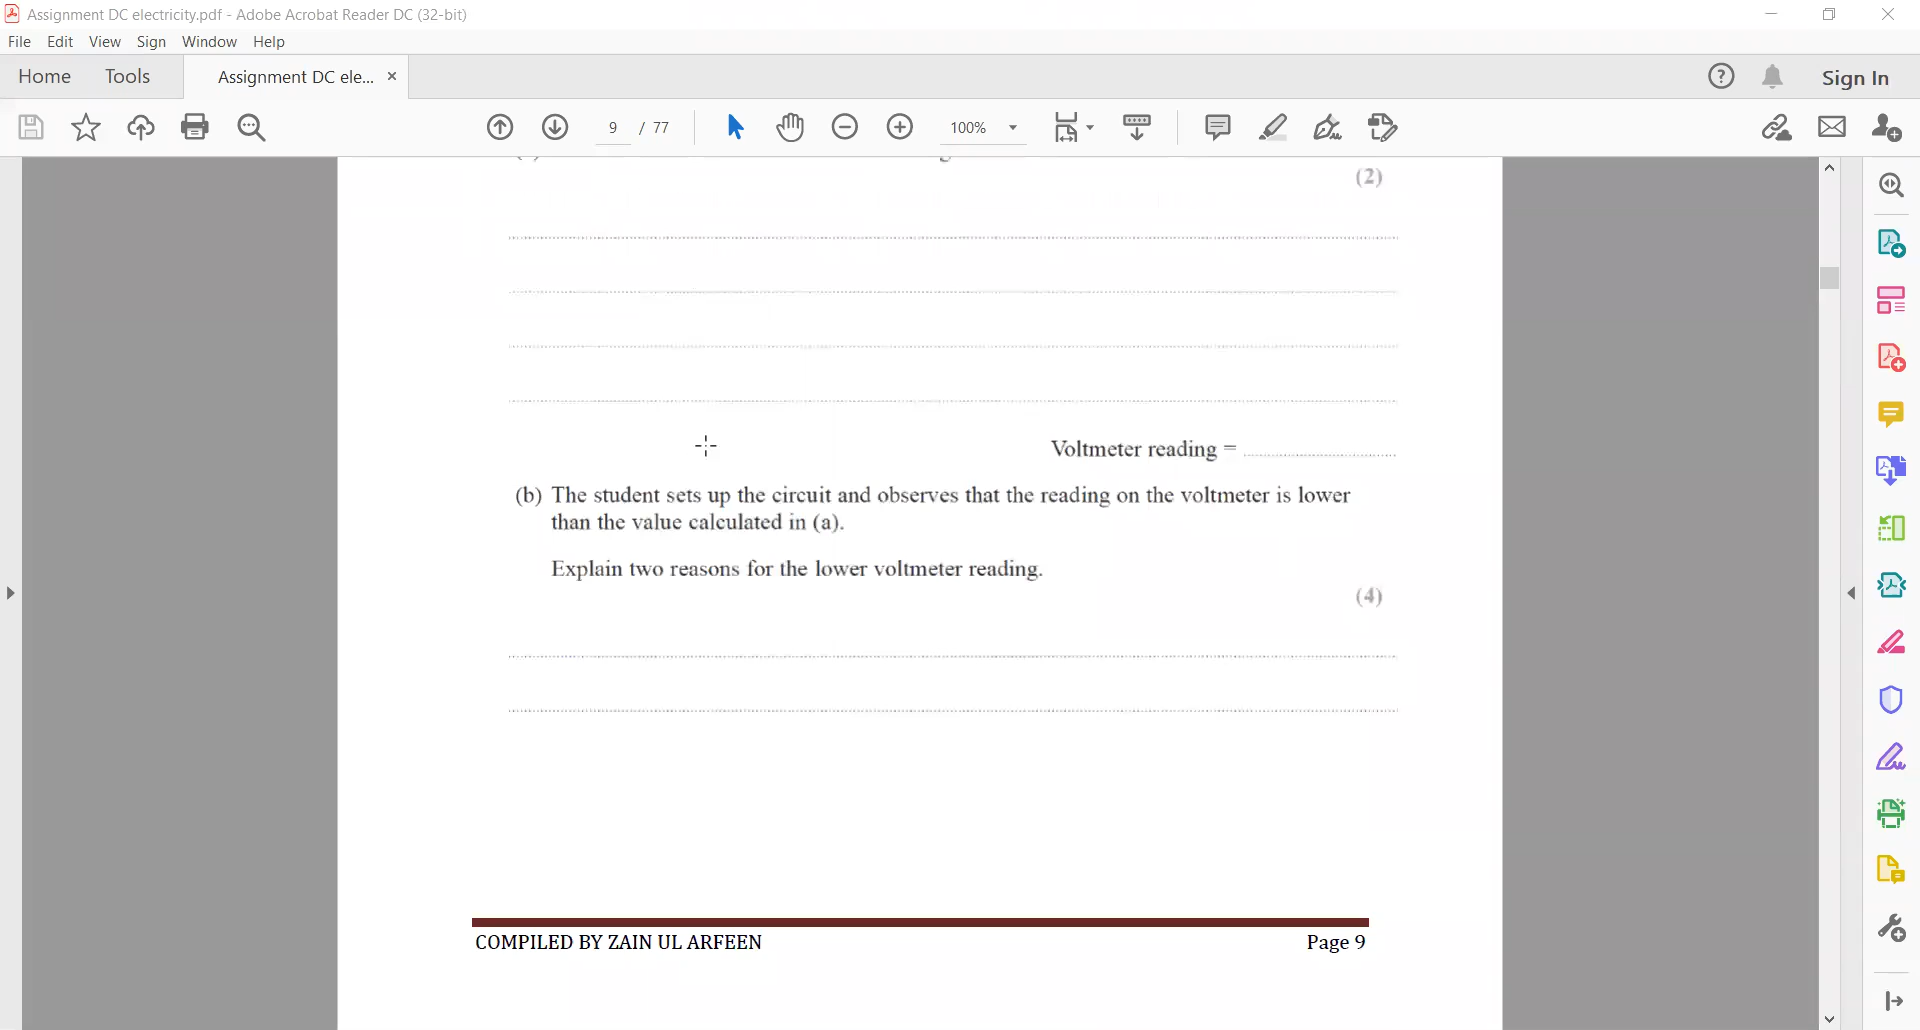 Assignment DC electricity.pdf - Adobe Acrobat Reader DC (32-bit)
File Edit View Sign Window Help
Home Tools Assignment DC ele... × Sign In
9 / 77 100%
(2)
Voltmeter reading =
(b) The student sets up the circuit and observes that the reading on the voltmeter is lower
than the value calculated in (a).
Explain two reasons for the lower voltmeter reading.
(4)
COMPILED BY ZAIN UL ARFEEN Page 9